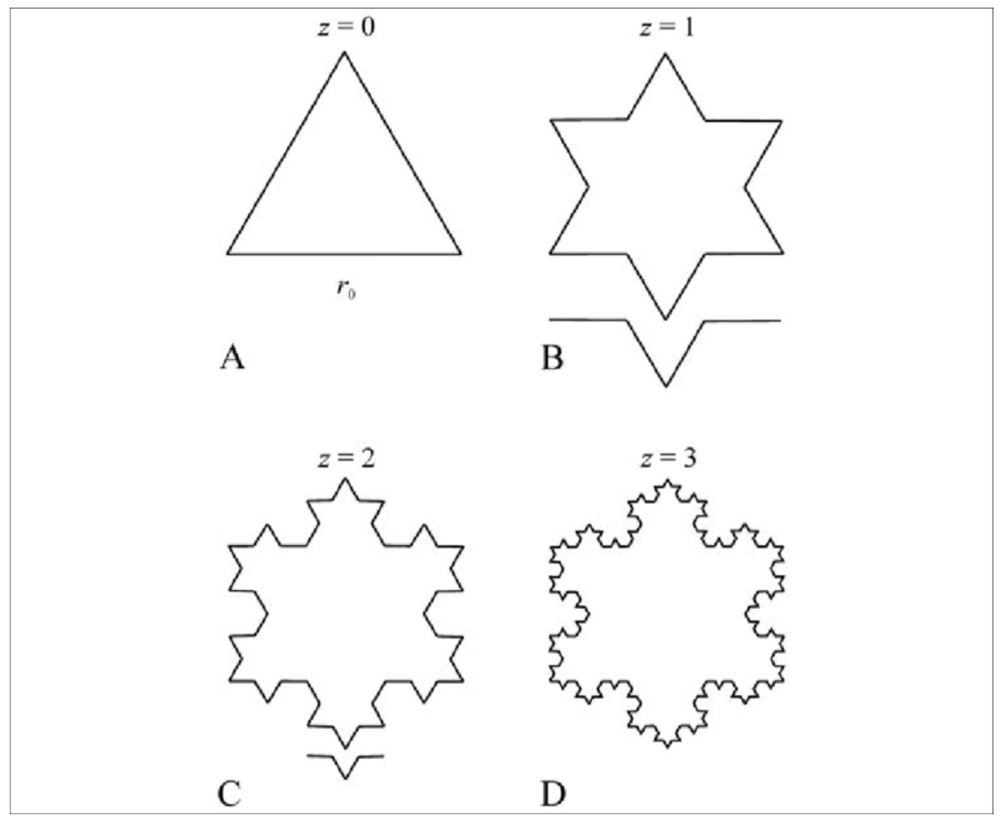 z = 0
z = 1
r₀
A
B
z = 2
z = 3
C
D